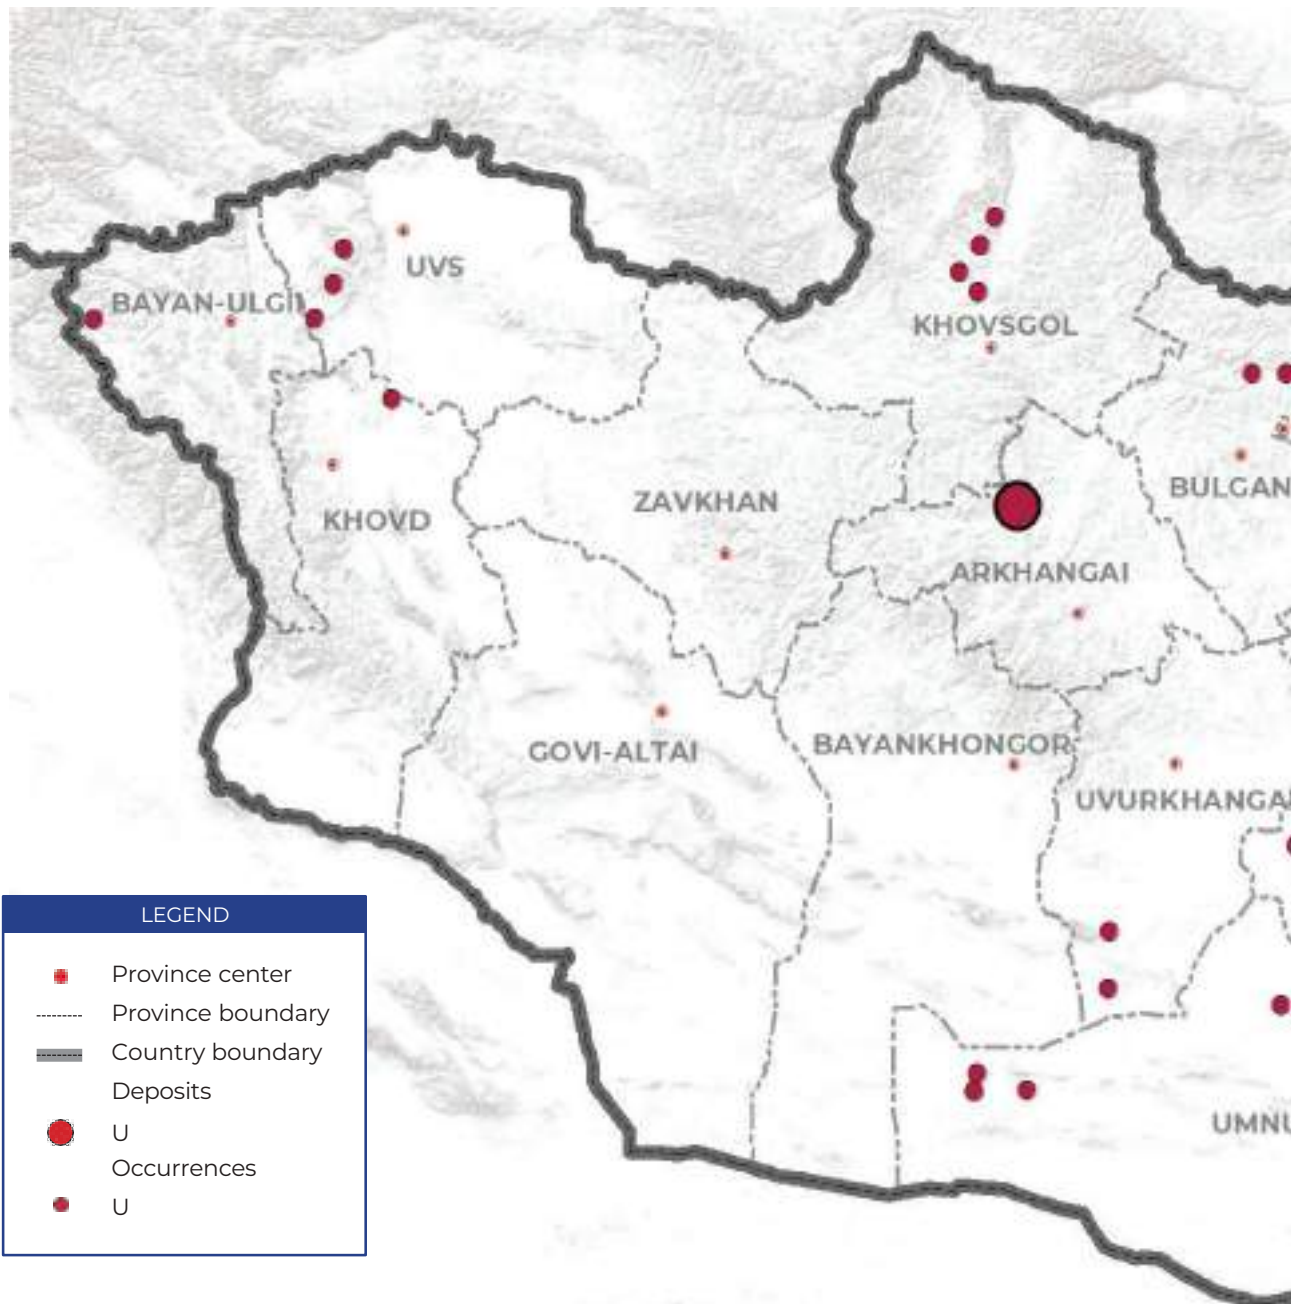 UVS
BAYAN-ULGII
KHOVSGOL
ZAVKHAN
BULGAN
KHOVD
ARKHANGAI
GOVI-ALTAI
BAYANKHONGOR
UVURKHANGAI
UMNU
LEGEND
Province center
Province boundary
Country boundary
Deposits
U
Occurrences
U